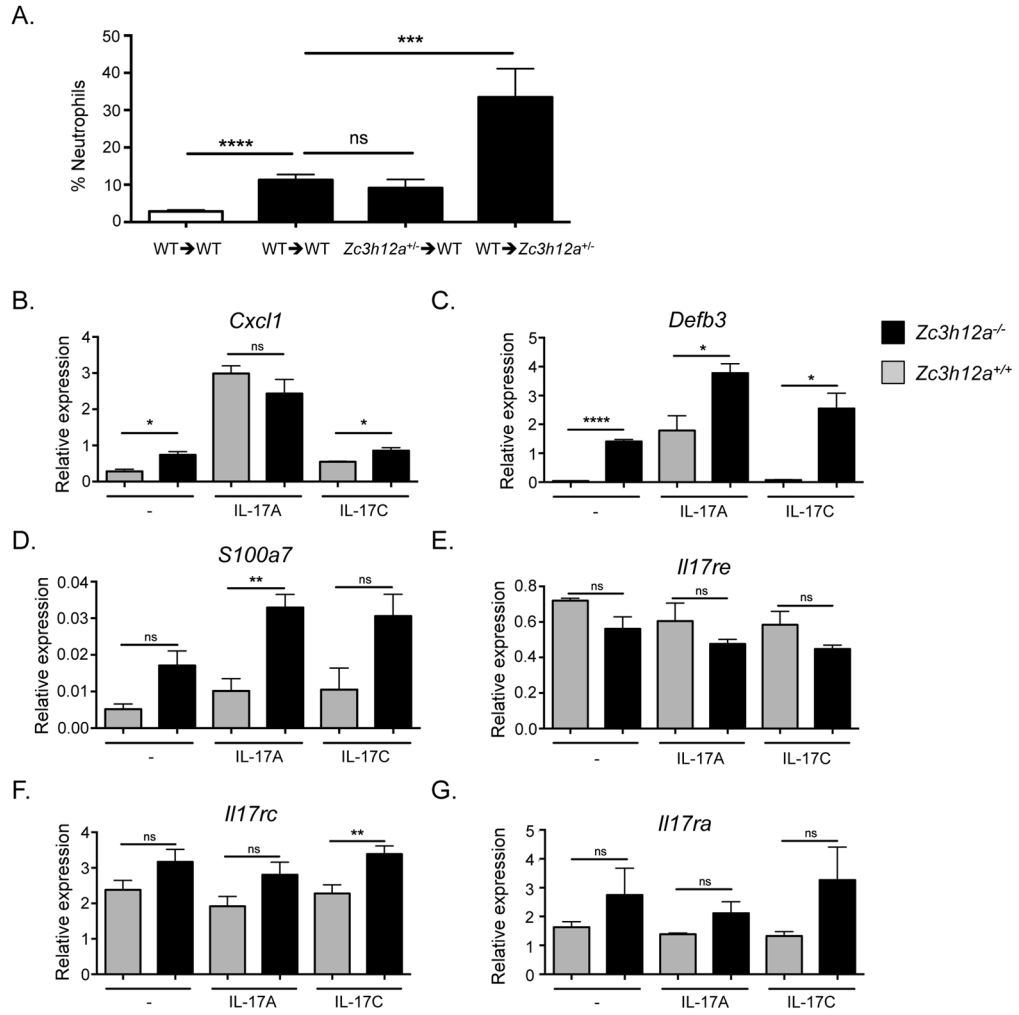 A.
% Neutrophils
50
40
30
20
10
0
****
ns
***
WT➔WT
WT➔WT
Zc3h12a+/-➔WT
WT➔Zc3h12a+/-
B.
Cxcl1
Relative expression
4
3
2
1
0
*
ns
*
-
IL-17A
IL-17C
C.
Defb3
Relative expression
5
4
3
2
1
0
****
*
*
-
IL-17A
IL-17C
Zc3h12a-/-
Zc3h12a+/+
D.
S100a7
Relative expression
0.04
0.03
0.02
0.01
0.00
ns
**
ns
-
IL-17A
IL-17C
E.
Il17re
Relative expression
0.8
0.6
0.4
0.2
0.0
ns
ns
ns
-
IL-17A
IL-17C
F.
Il17rc
Relative expression
4
3
2
1
0
ns
ns
**
-
IL-17A
IL-17C
G.
Il17ra
Relative expression
5
4
3
2
1
0
ns
ns
ns
-
IL-17A
IL-17C